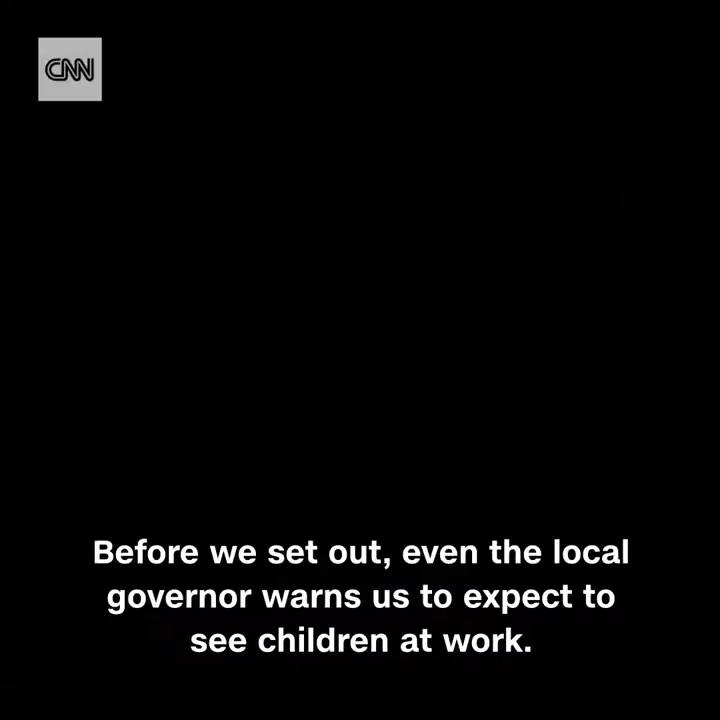 CNN
Before we set out, even the local
governor warns us to expect to
see children at work.